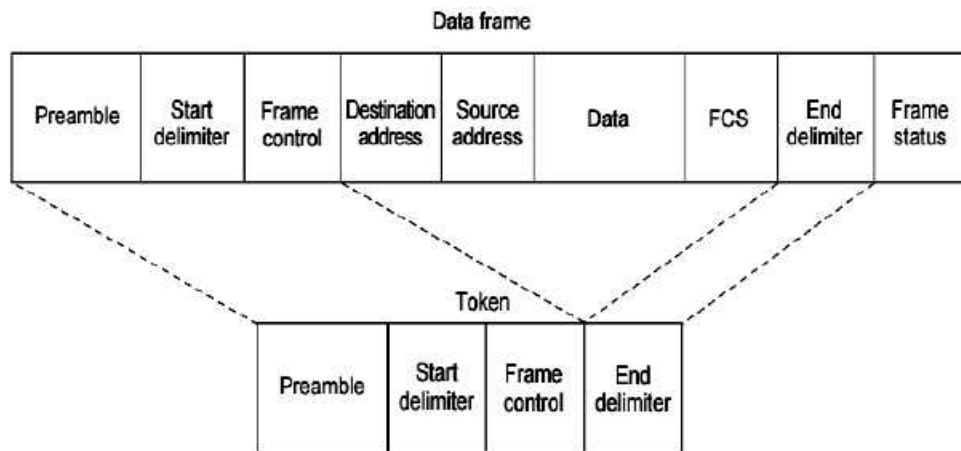 Data frame
Preamble
Start
delimiter
Frame
control
Destination
address
Source
address
Data
FCS
End
delimiter
Frame
status
Token
Preamble
Start
delimiter
Frame
control
End
delimiter